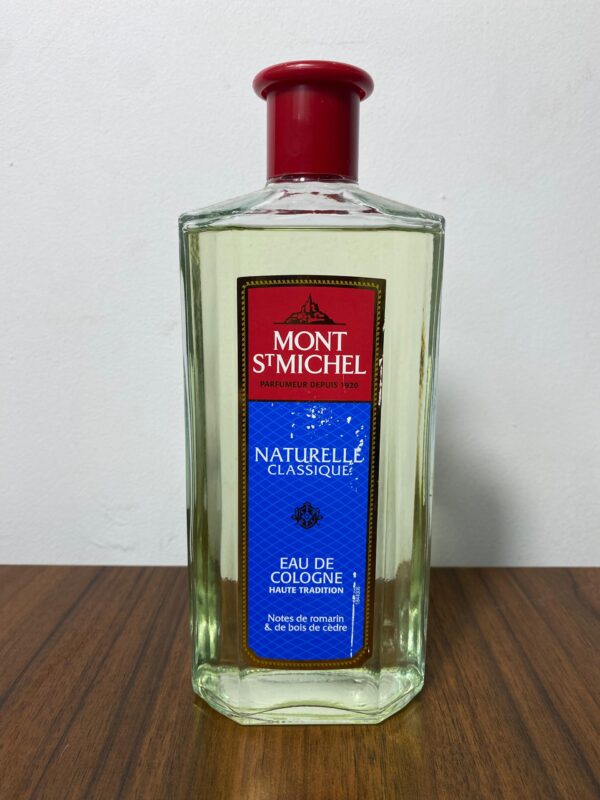 MONT
ST MICHEL
PARFUMEUR DEPUIS 1920
NATURELLE
CLASSIQUE
EAU DE
COLOGNE
HAUTE TRADITION
Notes de romarin
& de bois de cèdre